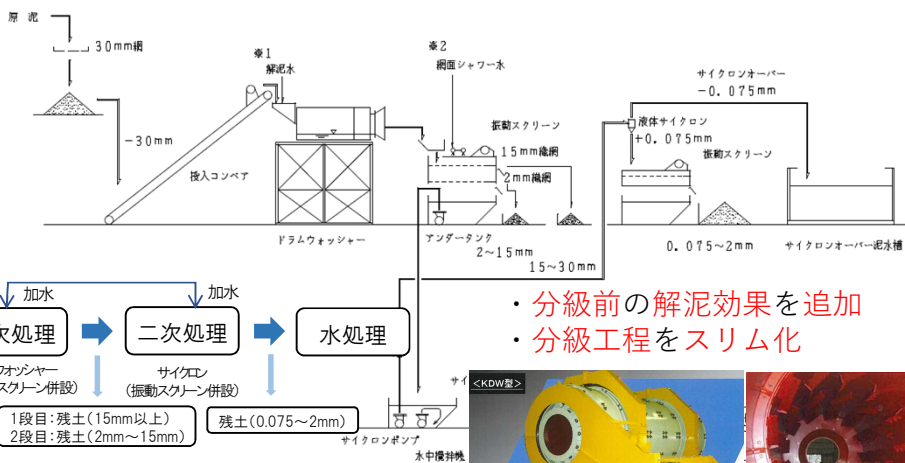 原泥
30mm網
-30mm
※1
解泥水
投入コンベア
ドラムウォッシャー
※2
網面シャワー水
振動スクリーン
15mm織網
2mm織網
アンダータンク
2～15mm
15～30mm
サイクロンオーバー
-0.075mm
液体サイクロン
+0.075mm
振動スクリーン
0.075～2mm
サイクロンオーバー泥水槽
加水
加水
次処理
二次処理
水処理
フォッシャー
スクリーン併設)
サイクロン
(振動スクリーン併設)
1段目:残土(15mm以上)
2段目:残土(2mm～15mm)
残土(0.075～2mm)
・分級前の解泥効果を追加
・分級工程をスリム化
サイ
サイクロンポンプ
水中攪拌機
<KDW型>